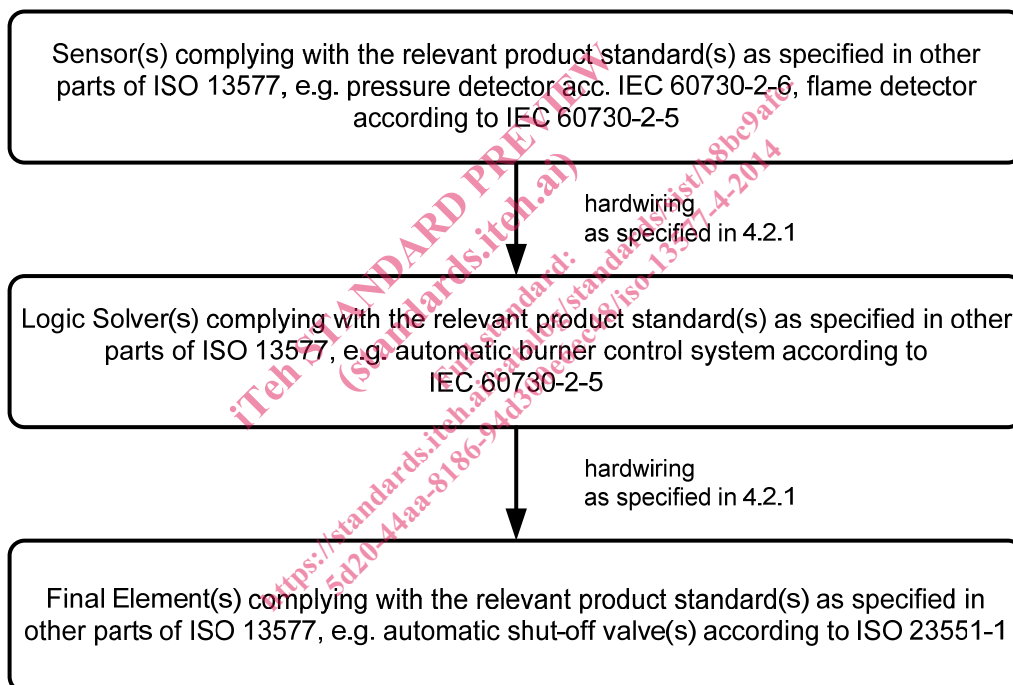 Sensor(s) complying with the relevant product standard(s) as specified in other
parts of ISO 13577, e.g. pressure detector acc. IEC 60730-2-6, flame detector
according to IEC 60730-2-5
hardwiring
as specified in 4.2.1
Logic Solver(s) complying with the relevant product standard(s) as specified in other
parts of ISO 13577, e.g. automatic burner control system according to
IEC 60730-2-5
hardwiring
as specified in 4.2.1
Final Element(s) complying with the relevant product standard(s) as specified in
other parts of ISO 13577, e.g. automatic shut-off valve(s) according to ISO 23551-1
iTeh STANDARD PREVIEW
(standards.iteh.ai)
Full standard: